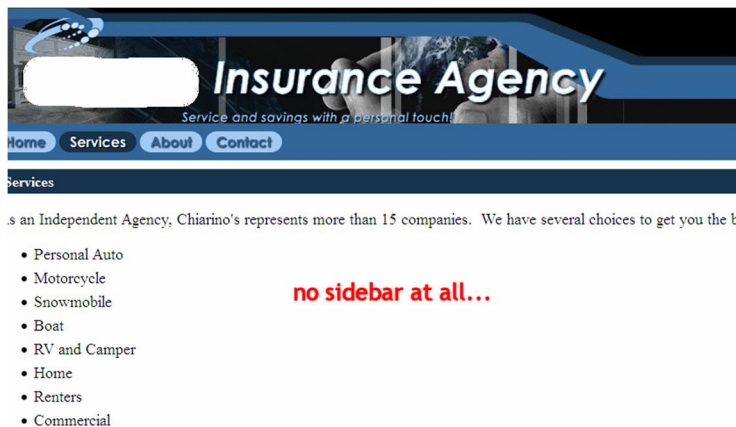 Insurance Agency
Service and savings with a personal touch!
Home Services About Contact
Services
s an Independent Agency, Chiarino's represents more than 15 companies. We have several choices to get you the b
Personal Auto
Motorcycle
no sidebar at all...
Snowmobile
Boat
RV and Camper
Home
Renters
Commercial